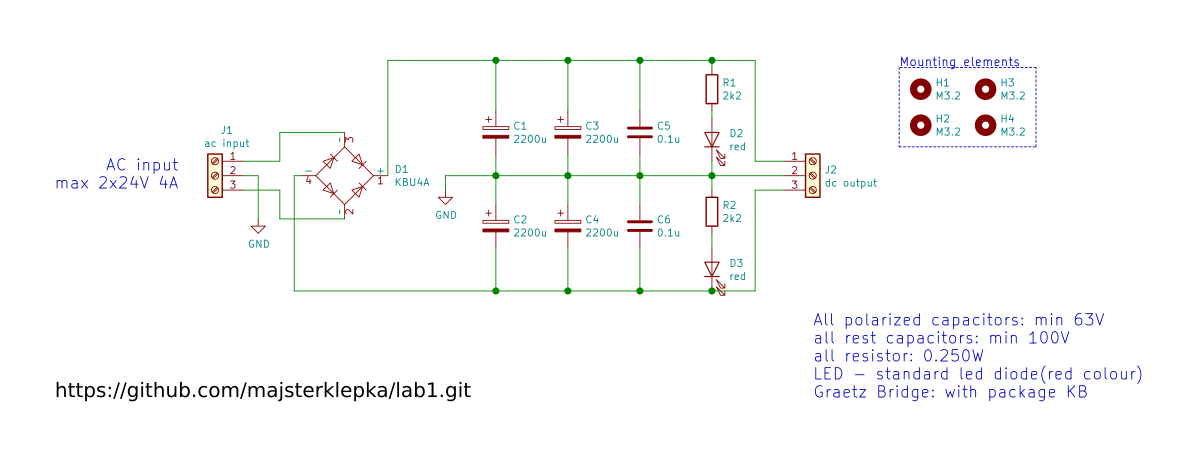 Mounting elements
H1
M3.2
H3
M3.2
H2
M3.2
H4
M3.2
R1
2k2
J1
ac input
1
2
3
AC input
max 2x24V 4A
GND
3
-
4
+
1
-
2
D1
KBU4A
C1
2200u
C3
2200u
C5
0.1u
D2
red
1
2
3
J2
dc output
GND
C2
2200u
C4
2200u
C6
0.1u
R2
2k2
D3
red
All polarized capacitors: min 63V
all rest capacitors: min 100V
all resistor: 0.250W
LED - standard led diode(red colour)
Graetz Bridge: with package KB
https://github.com/majsterklepka/lab1.git